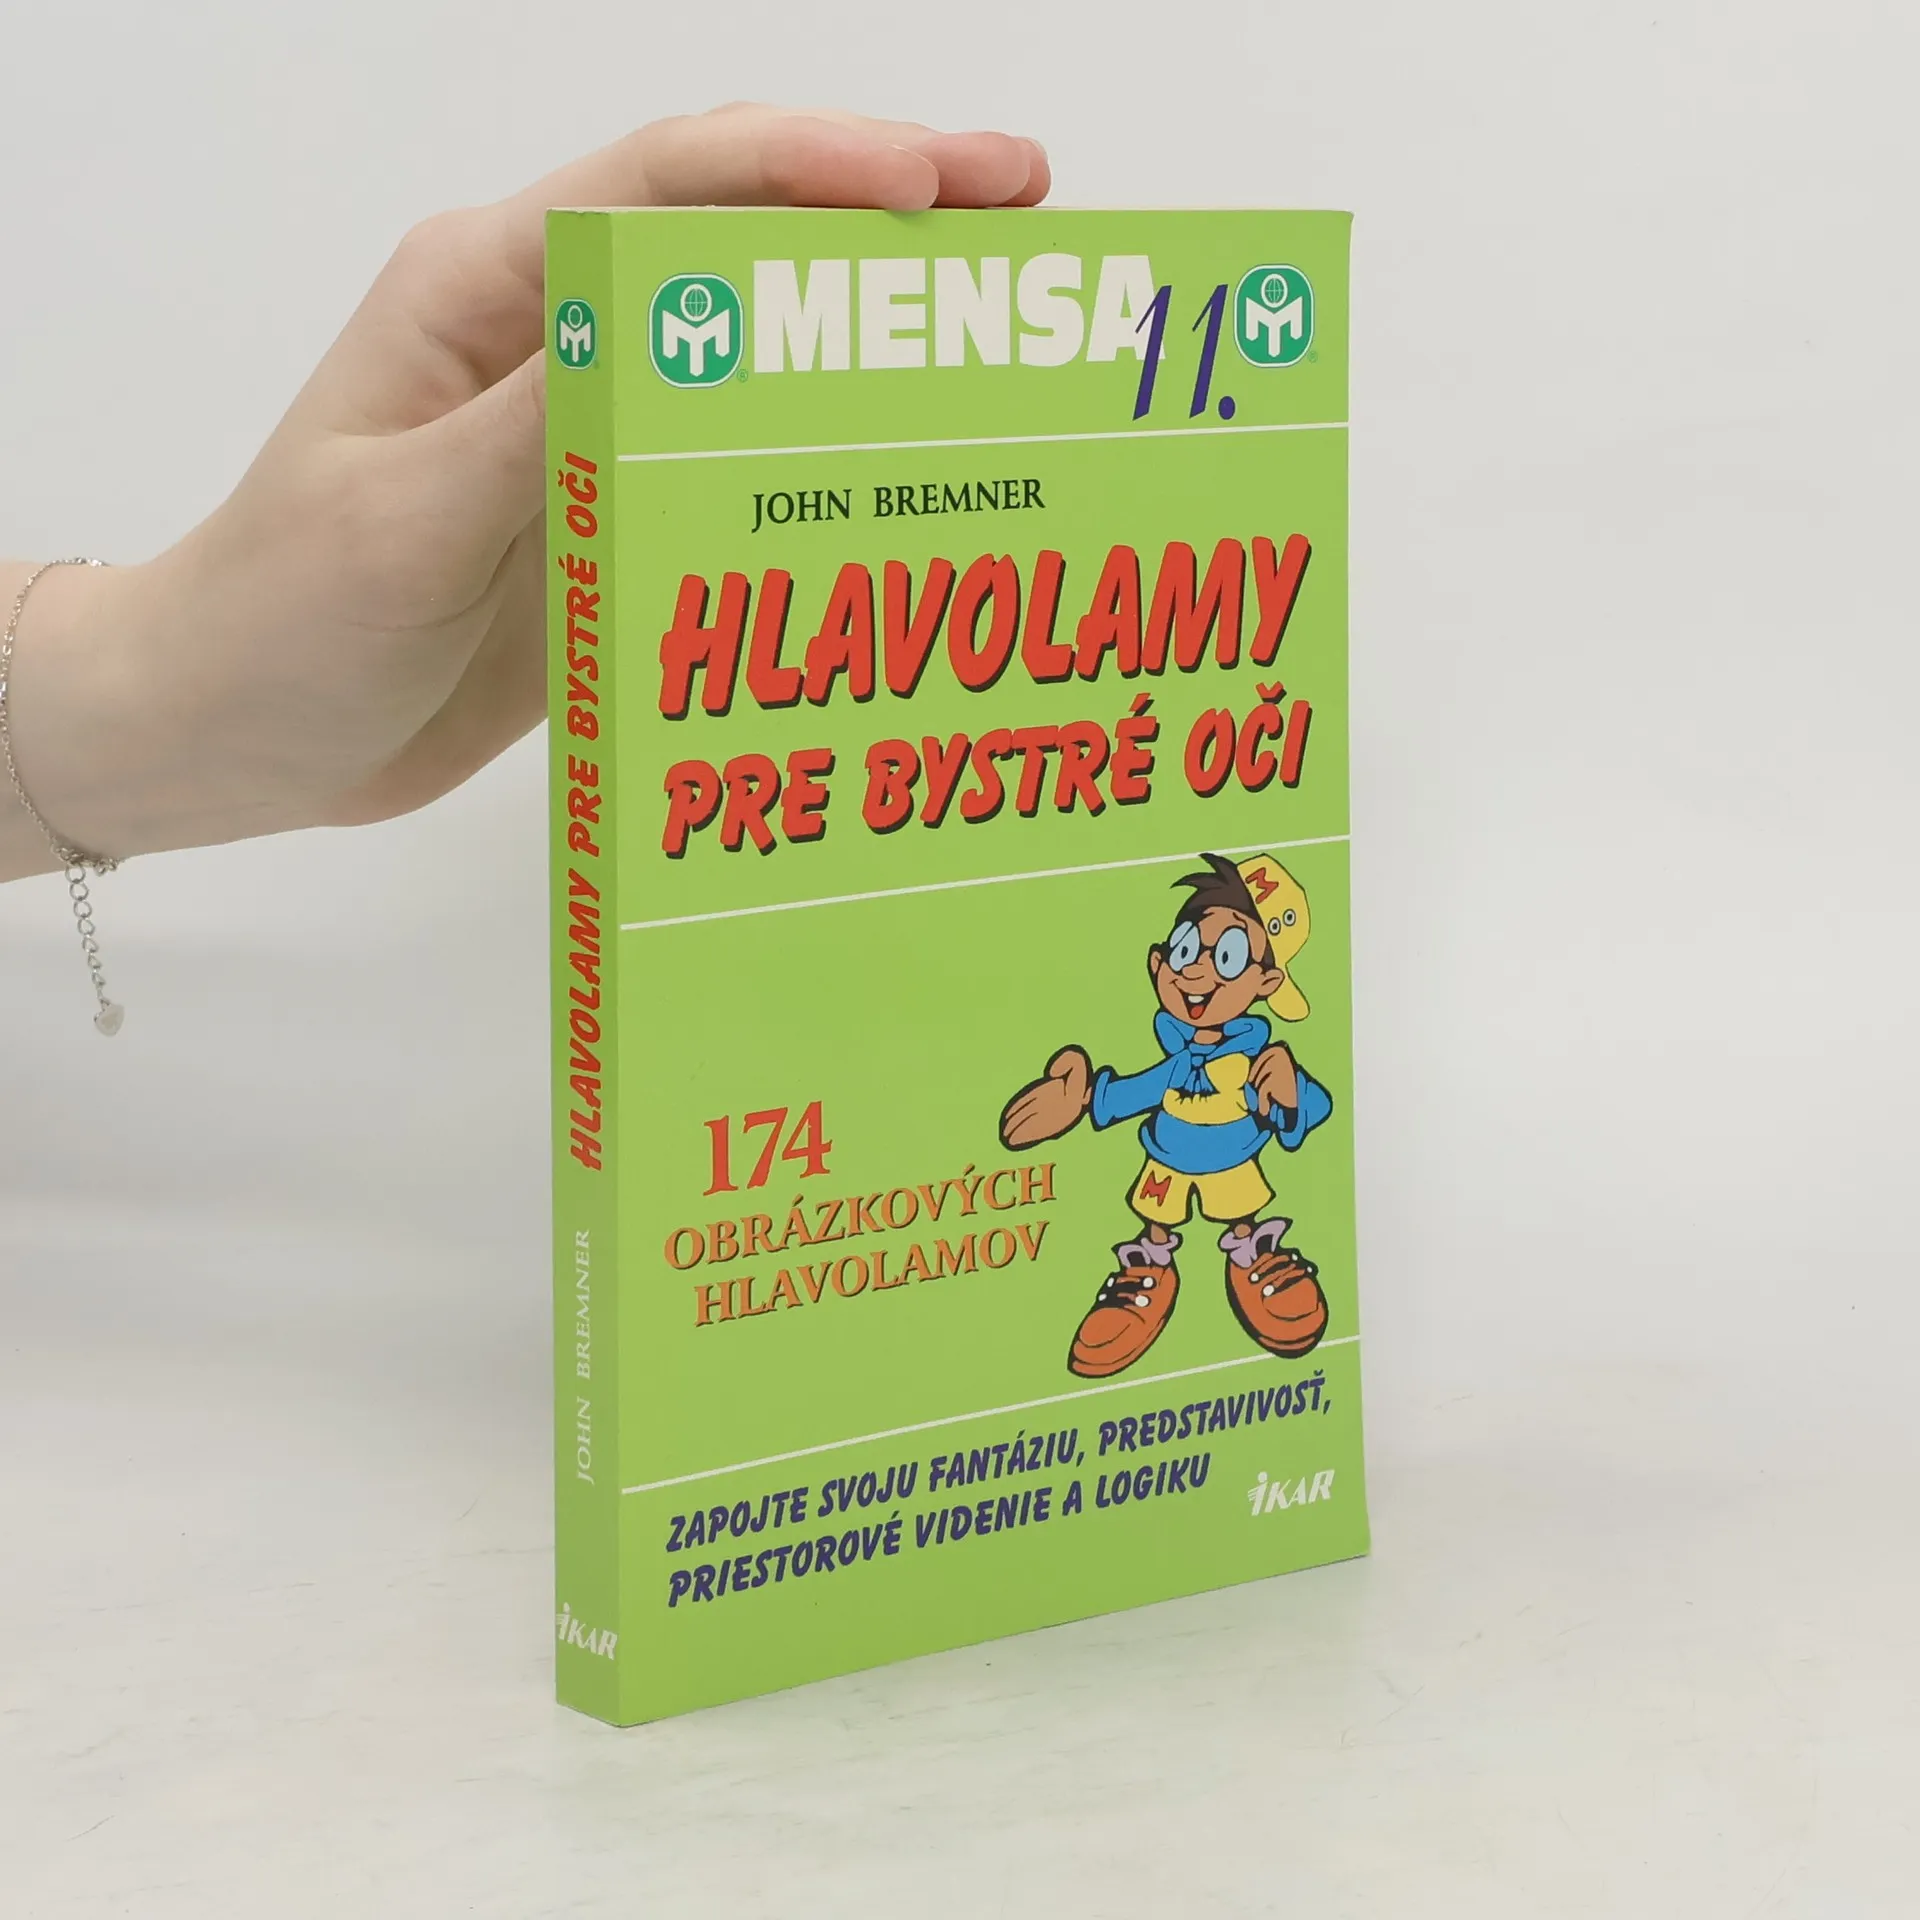 MENSA 11.
JOHN BREMNER
HLAVOLAMY
PRE BYSTRÉ OČI
174
OBRÁZKOVÝCH
HLAVOLAMOV
ZAPOJTE SVOJU FANTÁZIU, PREDSTAVIVOSŤ,
PRIESTOROVÉ VIDENIE A LOGIKU
IKAR
HLAVOLAMY PRE BYSTRÉ OČI
JOHN BREMNER
IKAR